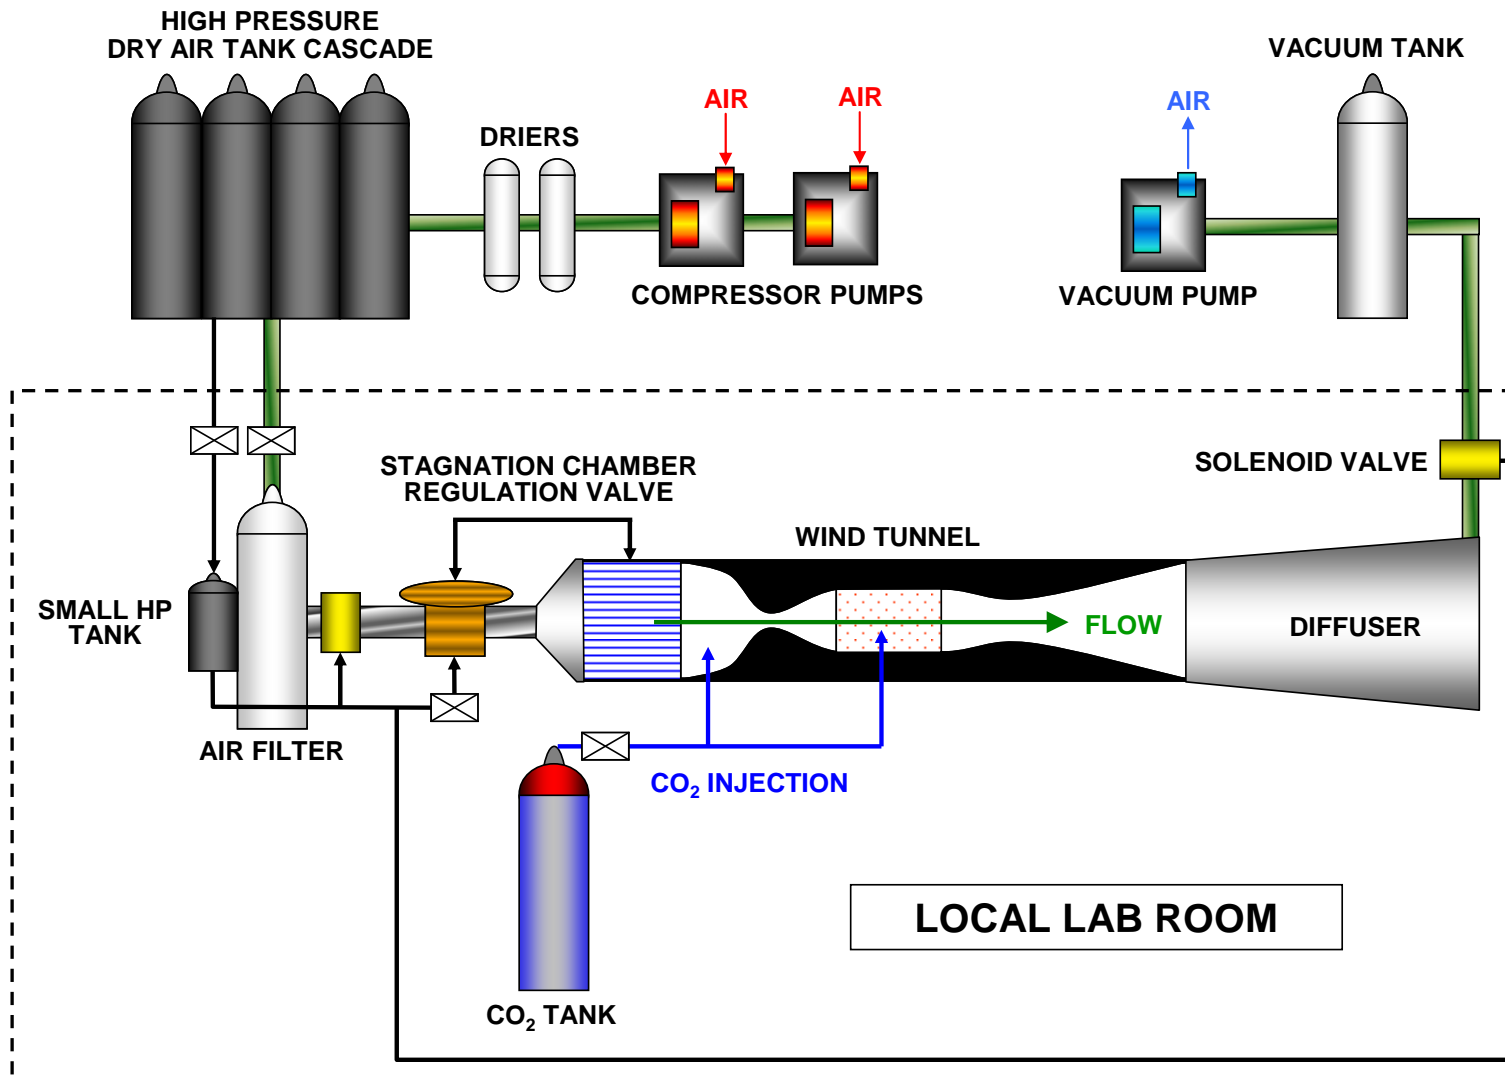 HIGH PRESSURE
DRY AIR TANK CASCADE
VACUUM TANK
AIR
AIR
AIR
DRIERS
COMPRESSOR PUMPS
VACUUM PUMP
STAGNATION CHAMBER
REGULATION VALVE
SOLENOID VALVE
WIND TUNNEL
SMALL HP
TANK
FLOW
DIFFUSER
AIR FILTER
CO₂ INJECTION
LOCAL LAB ROOM
CO₂ TANK